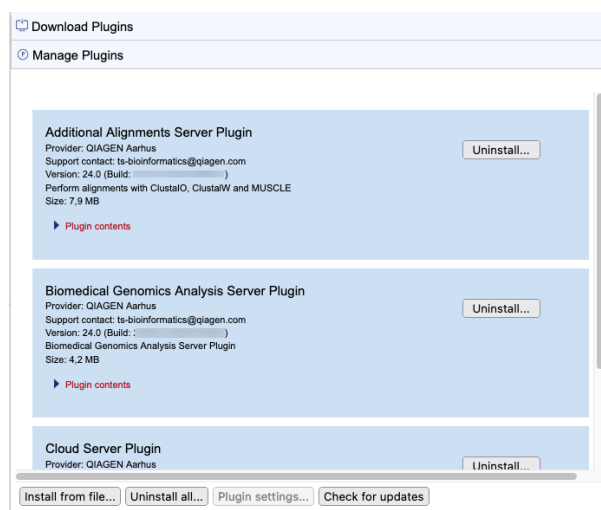 Download Plugins
Manage Plugins
Additional Alignments Server Plugin
Provider: QIAGEN Aarhus
Support contact: ts-bioinformatics@qiagen.com
Version: 24.0 (Build: )
Perform alignments with ClustalO, ClustalW and MUSCLE
Size: 7,9 MB
Plugin contents
Uninstall...
Biomedical Genomics Analysis Server Plugin
Provider: QIAGEN Aarhus
Support contact: ts-bioinformatics@qiagen.com
Version: 24.0 (Build: )
Biomedical Genomics Analysis Server Plugin
Size: 4,2 MB
Plugin contents
Uninstall...
Cloud Server Plugin
Provider: QIAGEN Aarhus
Uninstall...
Install from file... Uninstall all... Plugin settings... Check for updates